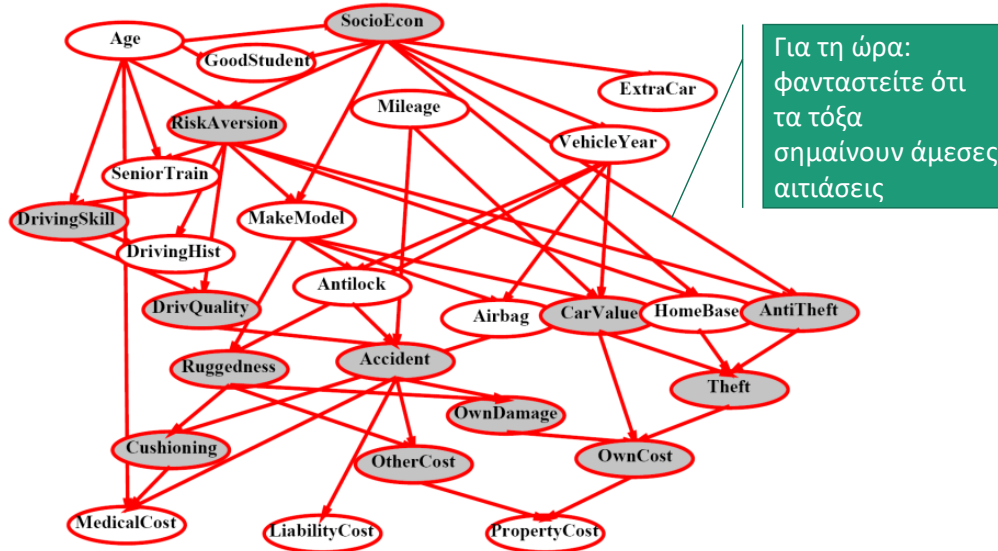 SocioEcon
Age
GoodStudent
ExtraCar
Mileage
RiskAversion
VehicleYear
SeniorTrain
DrivingSkill
MakeModel
DrivingHist
Antilock
DrivQuality
Airbag
CarValue
HomeBase
AntiTheft
Ruggedness
Accident
Theft
OwnDamage
Cushioning
OtherCost
OwnCost
MedicalCost
LiabilityCost
PropertyCost
Για τη ώρα:
φανταστείτε ότι
τα τόξα
σημαίνουν άμεσες
αιτιάσεις